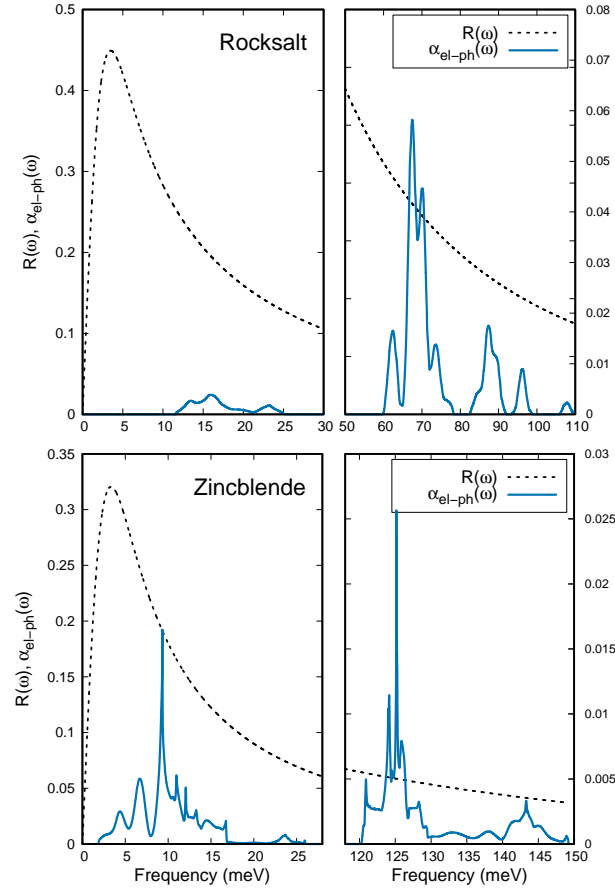 Rocksalt
R(ω), α_el−ph(ω)
0.5
0.4
0.3
0.2
0.1
0
0 5 10 15 20 25 30
R(ω)
α_el−ph(ω)
0.08
0.07
0.06
0.05
0.04
0.03
0.02
0.01
0
50 60 70 80 90 100 110
Zincblende
R(ω), α_el−ph(ω)
0.35
0.3
0.25
0.2
0.15
0.1
0.05
0
0 5 10 15 20 25
Frequency (meV)
R(ω)
α_el−ph(ω)
0.03
0.025
0.02
0.015
0.01
0.005
0
120 125 130 135 140 145 150
Frequency (meV)